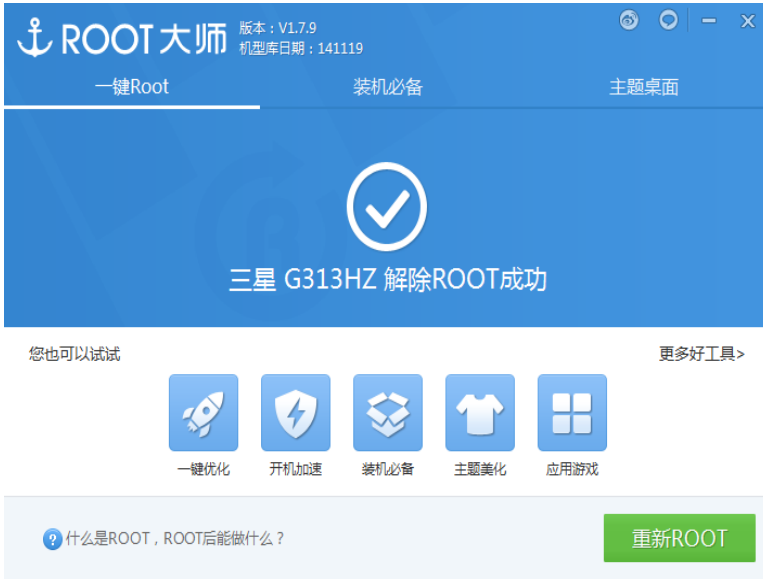 ROOT大师 版本：V1.7.9
机型库日期：141119
一键Root 装机必备 主题桌面
三星 G313HZ 解除ROOT成功
您也可以试试 更多好工具>
一键优化 开机加速 装机必备 主题美化 应用游戏
什么是ROOT，ROOT后能做什么？ 重新ROOT